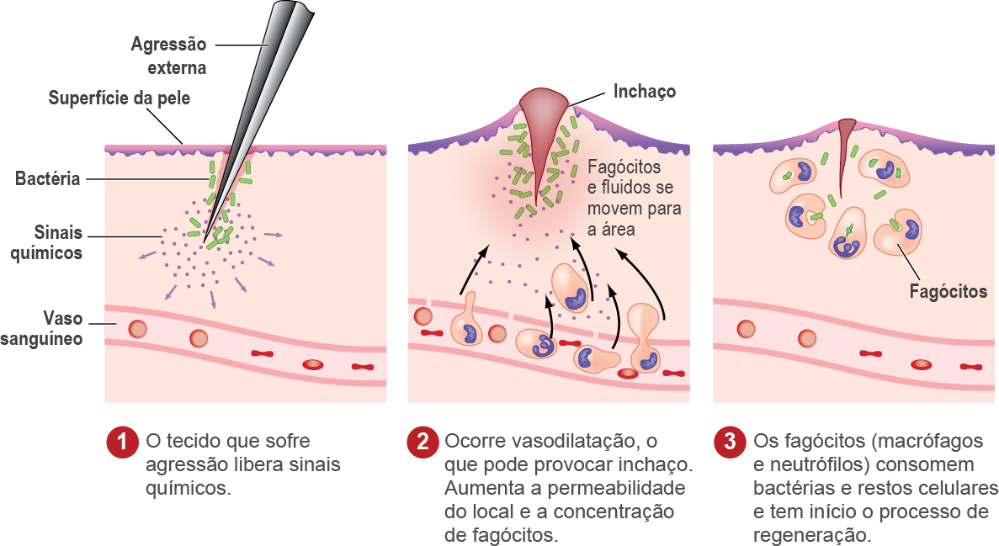 Agressão
externa
Superfície da pele
Bactéria
Sinais
químicos
Vaso
sanguíneo
Inchaço
Fagócitos
e fluidos se
movem para
a área
Fagócitos
1 O tecido que sofre
agressão libera sinais
químicos.
2 Ocorre vasodilatação, o
que pode provocar inchaço.
Aumenta a permeabilidade
do local e a concentração
de fagócitos.
3 Os fagócitos (macrófagos
e neutrófilos) consomem
bactérias e restos celulares
e tem início o processo de
regeneração.